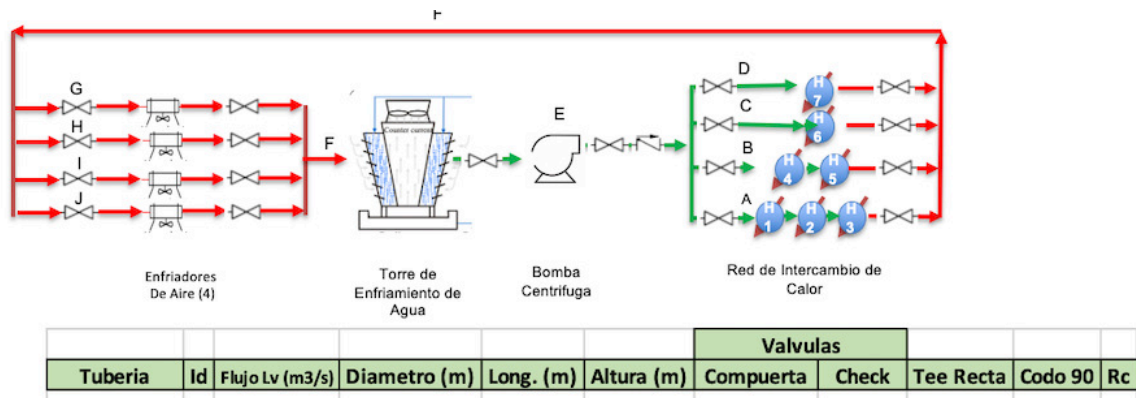 F
D
H
7
G
C
H
6
E
H
F
B
H
4
H
5
I
J
A
H
1
H
2
H
3
Counter current
Enfriadores
De Aire (4)
Torre de
Enfriamiento de
Agua
Bomba
Centrifuga
Red de Intercambio de
Calor
Valvulas
Tuberia Id Flujo Lv (m3/s) Diametro (m) Long. (m) Altura (m) Compuerta Check Tee Recta Codo 90 Rc